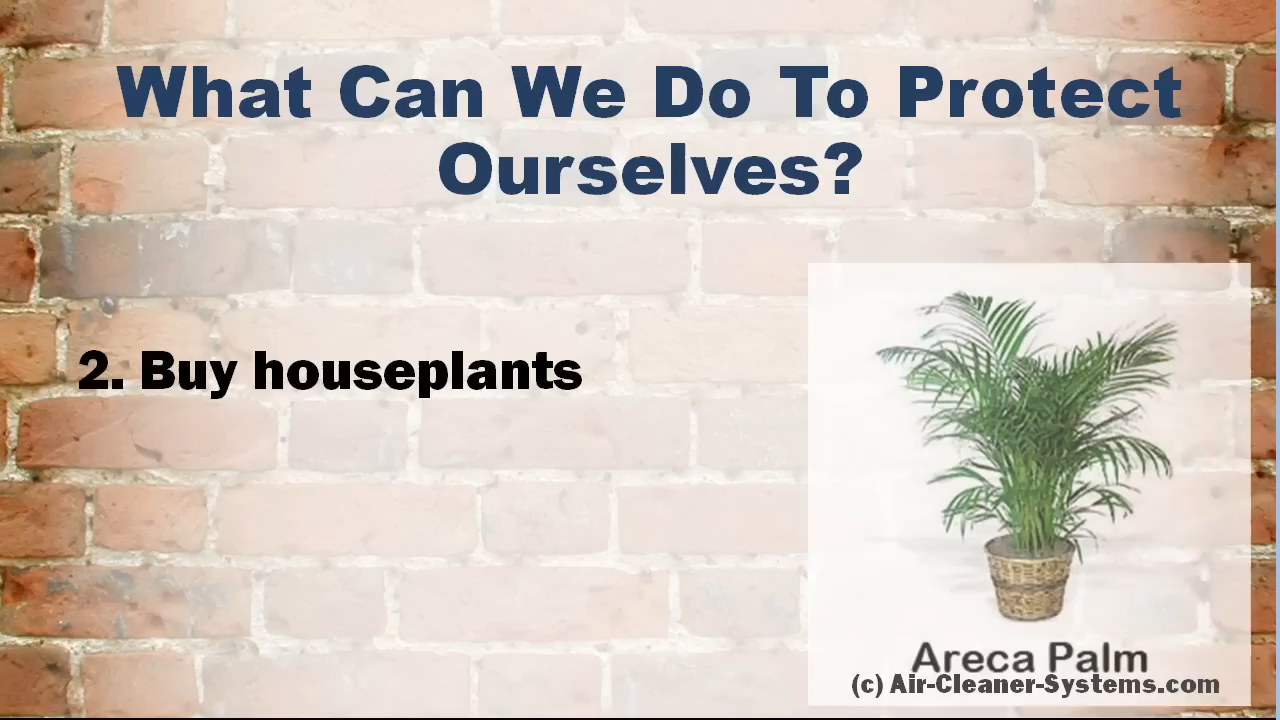 What Can We Do To Protect
Ourselves?
2. Buy houseplants
Areca Palm
(c) Air-Cleaner-Systems.com